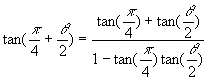 tan(π/4 + θ/2) = (tan(π/4) + tan(θ/2)) / (1 − tan(π/4) tan(θ/2))